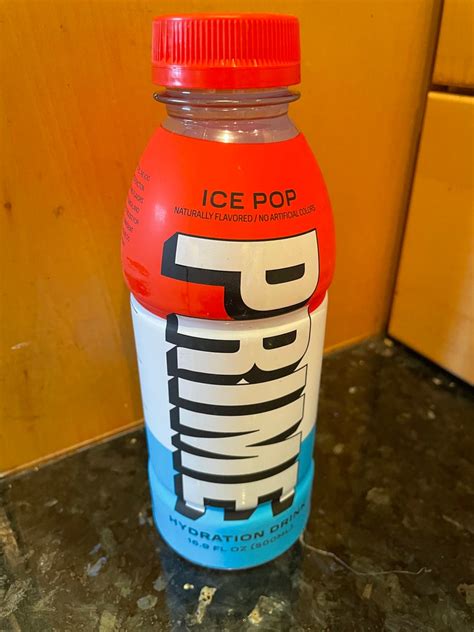 ICE POP
NATURALLY FLAVORED / NO ARTIFICIAL COLORS
PRIME
HYDRATION DRINK
16.9 FL OZ (500ML)